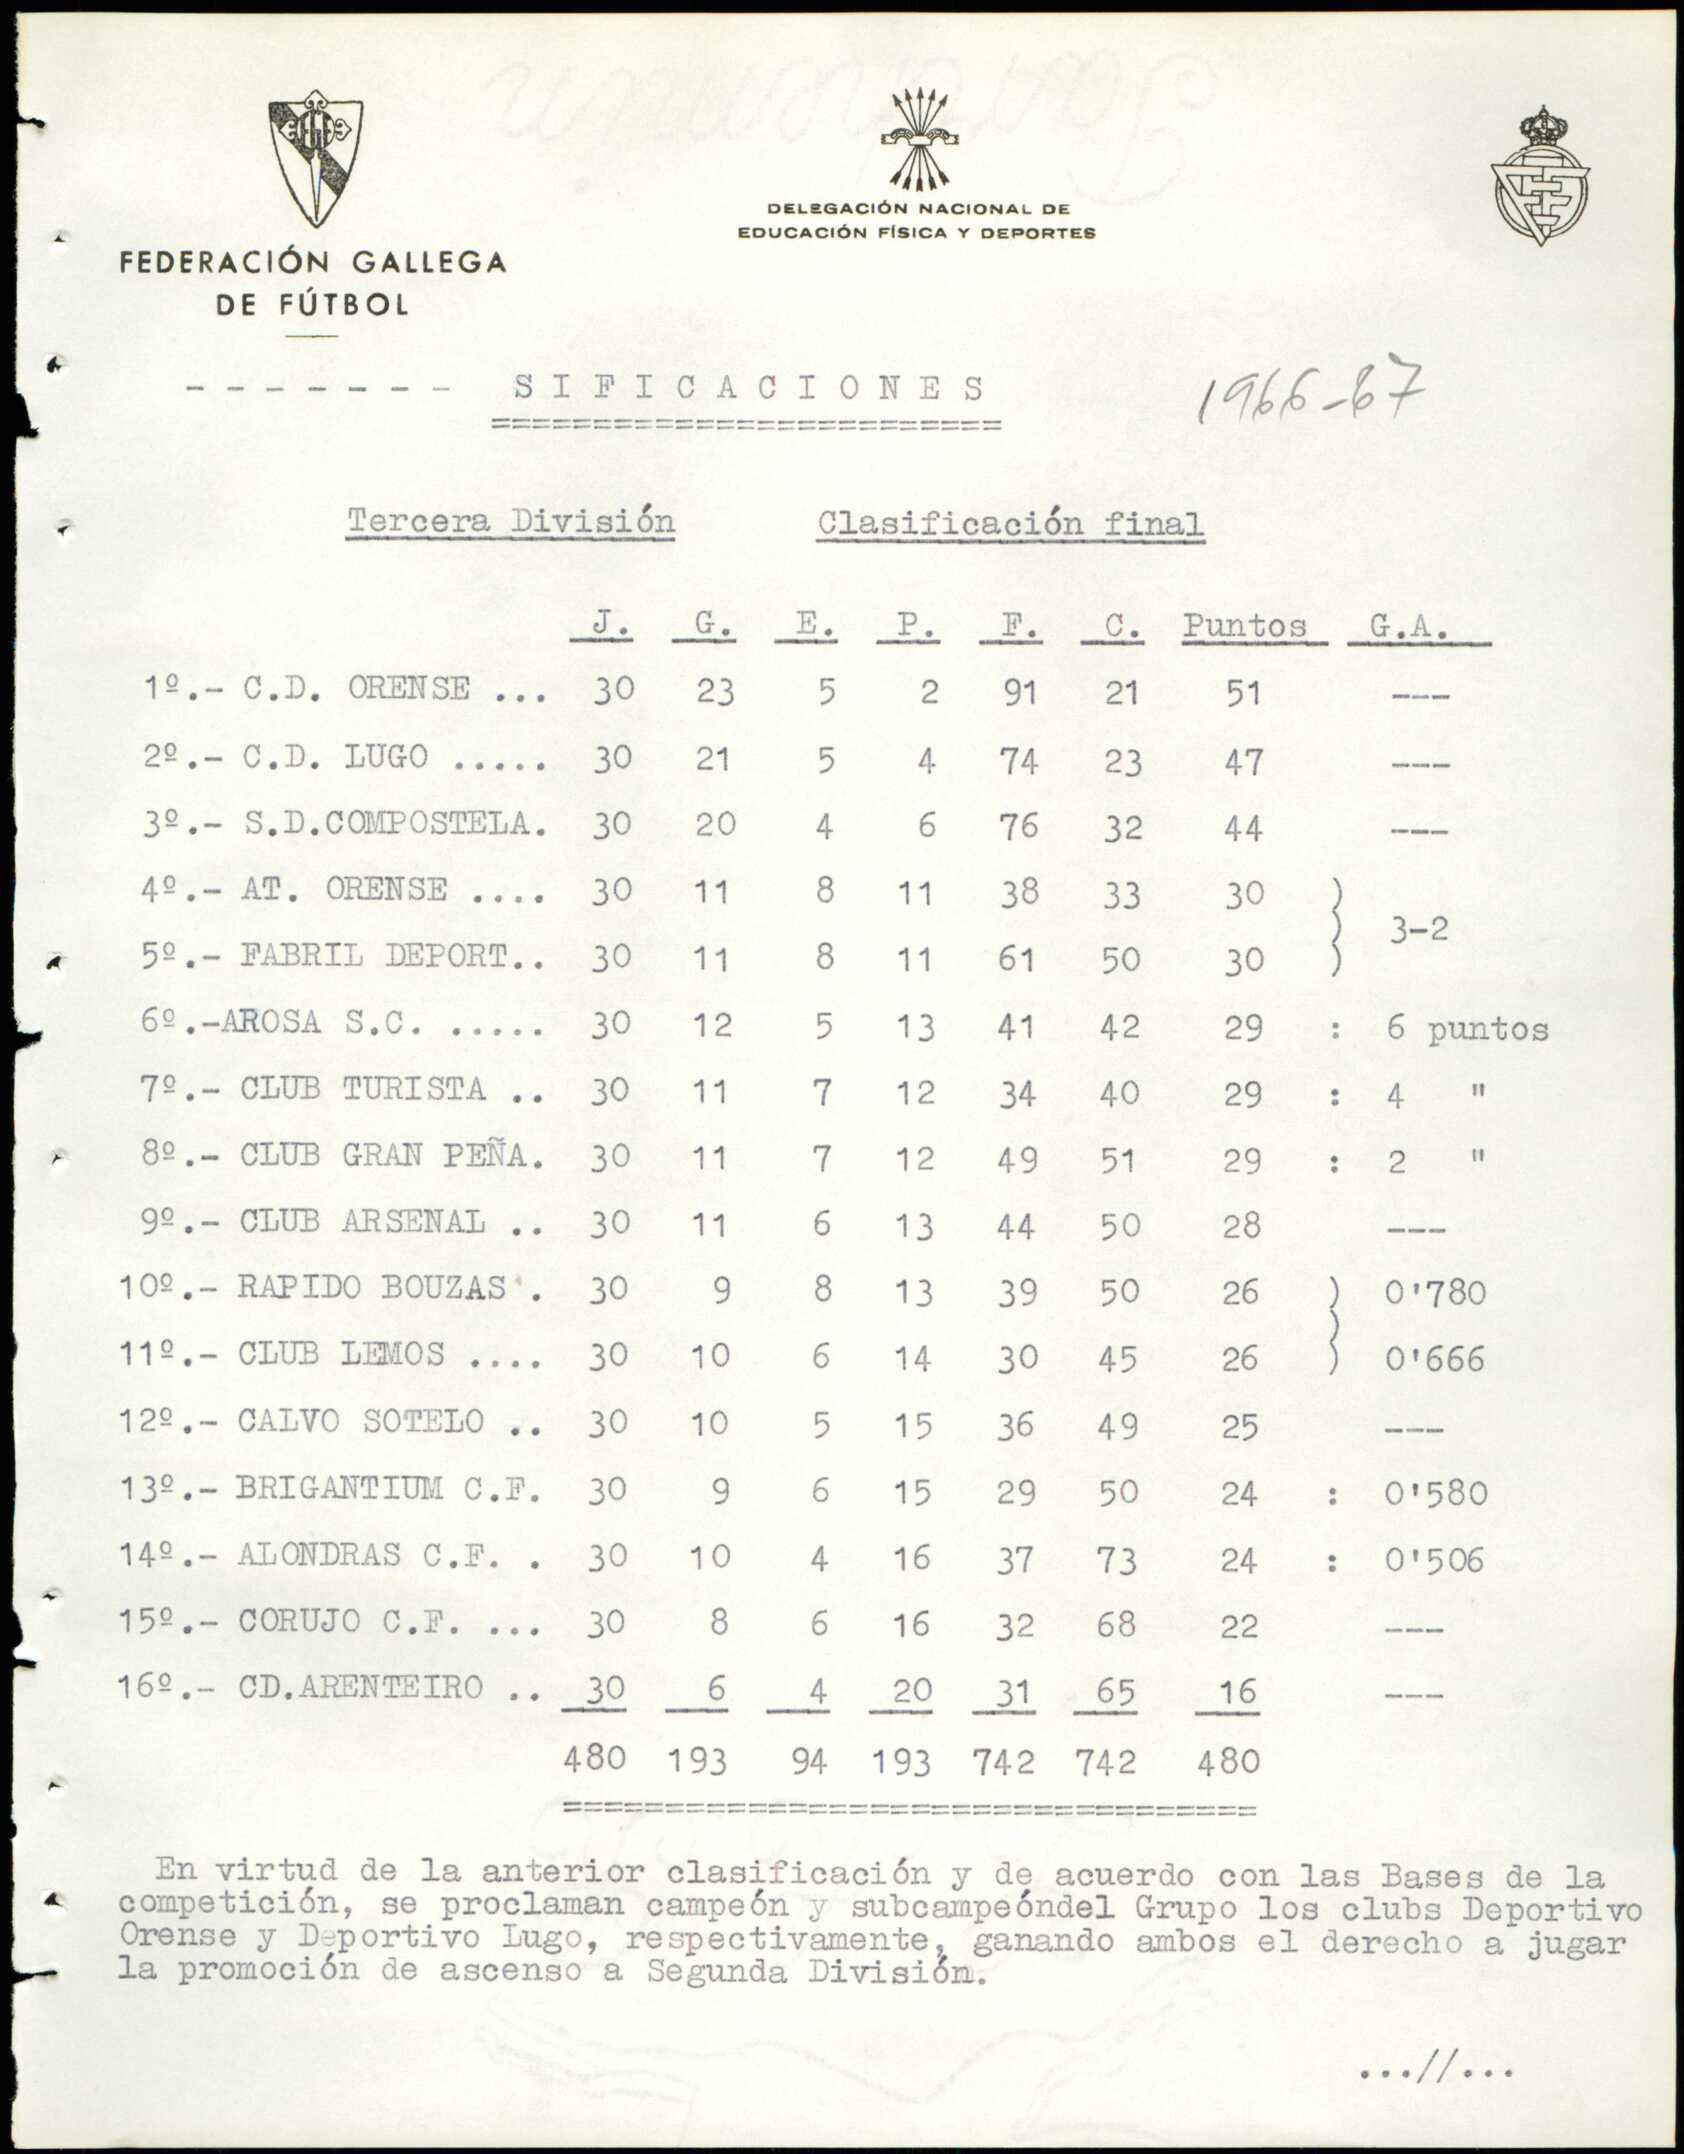 DELEGACIÓN NACIONAL DE
EDUCACIÓN FÍSICA Y DEPORTES
FEDERACIÓN GALLEGA
DE FÚTBOL
- - - - - - - S I F I C A C I O N E S 1966-67
=========================
Tercera División Clasificación final
J. G. E. P. F. C. Puntos G.A.
1º.- C.D. ORENSE ... 30 23 5 2 91 21 51 ---
2º.- C.D. LUGO ..... 30 21 5 4 74 23 47 ---
3º.- S.D.COMPOSTELA. 30 20 4 6 76 32 44 ---
4º.- AT. ORENSE .... 30 11 8 11 38 33 30 )
) 3-2
5º.- FABRIL DEPORT.. 30 11 8 11 61 50 30 )
6º.-AROSA S.C. ..... 30 12 5 13 41 42 29 : 6 puntos
7º.- CLUB TURISTA .. 30 11 7 12 34 40 29 : 4 "
8º.- CLUB GRAN PEÑA. 30 11 7 12 49 51 29 : 2 "
9º.- CLUB ARSENAL .. 30 11 6 13 44 50 28 ---
10º.- RAPIDO BOUZAS . 30 9 8 13 39 50 26 ) 0'780
)
11º.- CLUB LEMOS .... 30 10 6 14 30 45 26 ) 0'666
12º.- CALVO SOTELO .. 30 10 5 15 36 49 25 ---
13º.- BRIGANTIUM C.F. 30 9 6 15 29 50 24 : 0'580
14º.- ALONDRAS C.F. . 30 10 4 16 37 73 24 : 0'506
15º.- CORUJO C.F. ... 30 8 6 16 32 68 22 ---
16º.- CD.ARENTEIRO .. 30 6 4 20 31 65 16 ---
480 193 94 193 742 742 480
==================================
En virtud de la anterior clasificación y de acuerdo con las Bases de la
competición, se proclaman campeón y subcampeóndel Grupo los clubs Deportivo
Orense y Deportivo Lugo, respectivamente, ganando ambos el derecho a jugar
la promoción de ascenso a Segunda División.
...//...